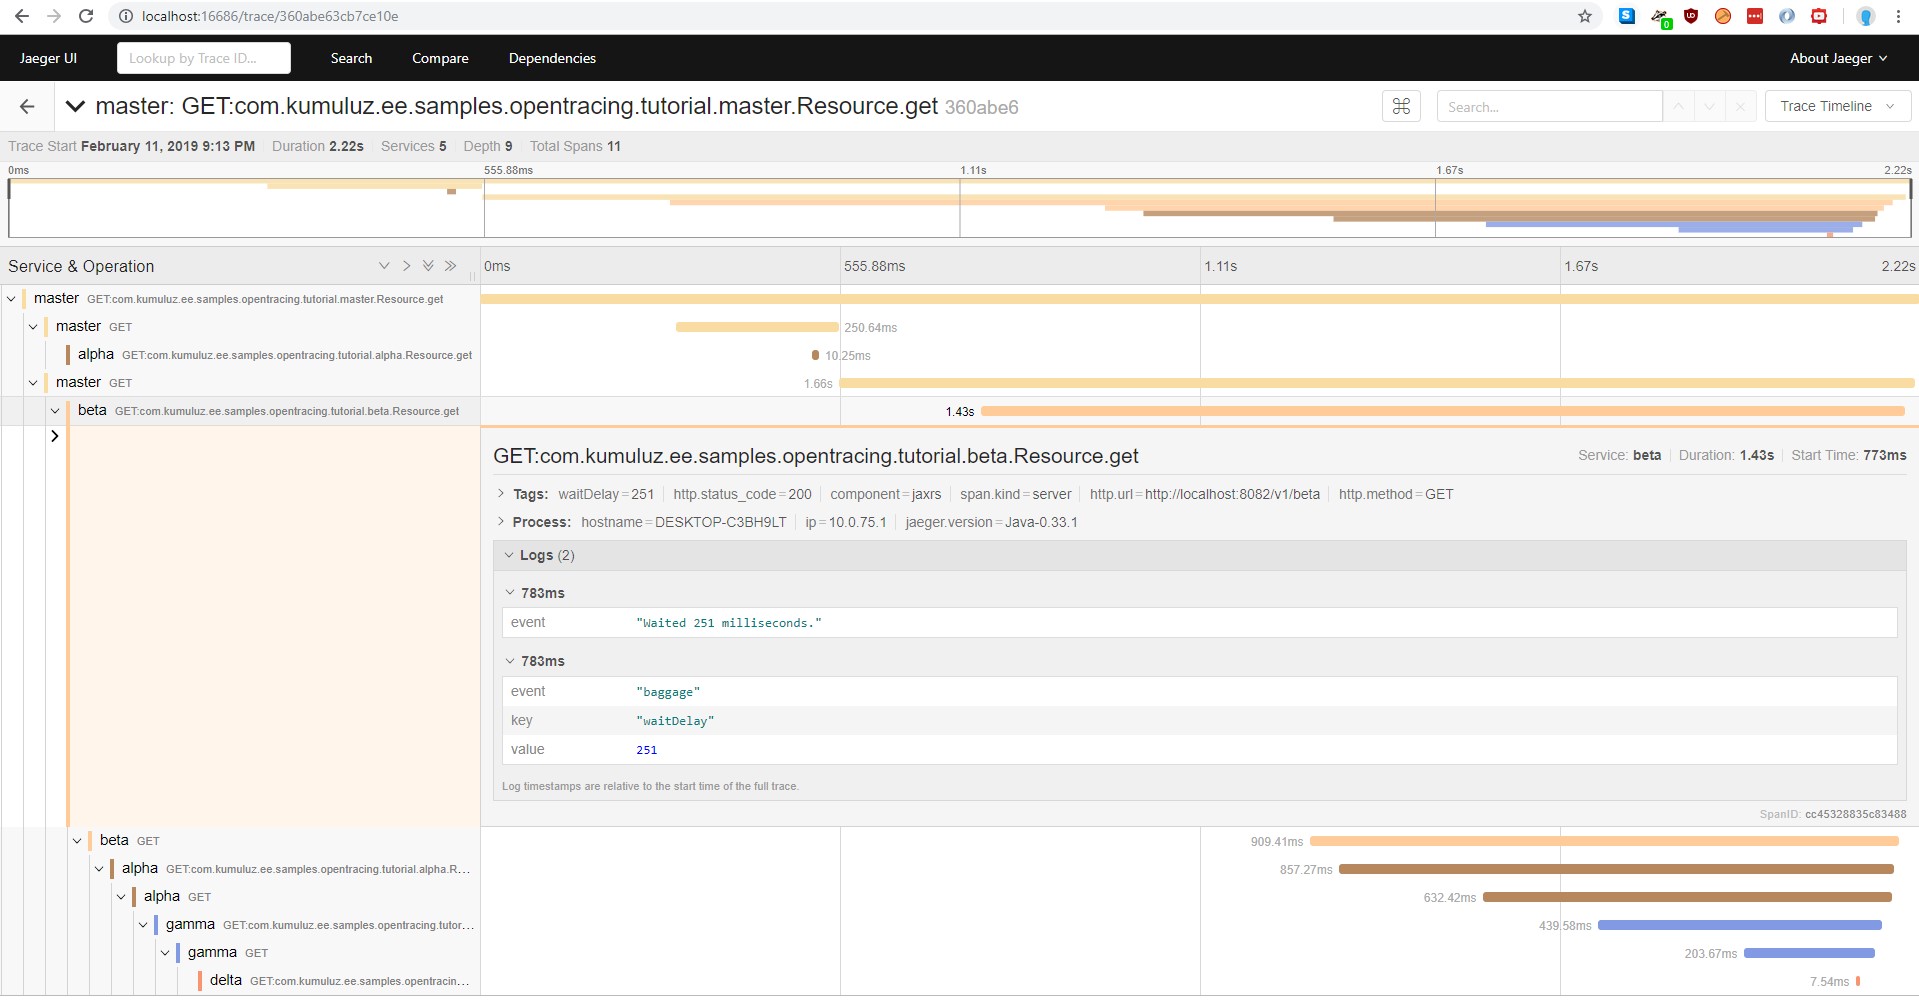 localhost:16686/trace/360abe63cb7ce10e
Jaeger UI Lookup by Trace ID... Search Compare Dependencies About Jaeger
master: GET:com.kumuluz.ee.samples.opentracing.tutorial.master.Resource.get 360abe6 Search... Trace Timeline
Trace Start February 11, 2019 9:13 PM Duration 2.22s Services 5 Depth 9 Total Spans 11
0ms 555.88ms 1.11s 1.67s 2.22s
Service & Operation 0ms 555.88ms 1.11s 1.67s 2.22s
master GET:com.kumuluz.ee.samples.opentracing.tutorial.master.Resource.get
master GET 250.64ms
alpha GET:com.kumuluz.ee.samples.opentracing.tutorial.alpha.Resource.get 10.25ms
master GET 1.66s
beta GET:com.kumuluz.ee.samples.opentracing.tutorial.beta.Resource.get 1.43s
GET:com.kumuluz.ee.samples.opentracing.tutorial.beta.Resource.get Service: beta Duration: 1.43s Start Time: 773ms
Tags: waitDelay=251 http.status_code=200 component=jaxrs span.kind=server http.url=http://localhost:8082/v1/beta http.method=GET
Process: hostname=DESKTOP-C3BH9LT ip=10.0.75.1 jaeger.version=Java-0.33.1
Logs (2)
783ms
event "Waited 251 milliseconds."
783ms
event "baggage"
key "waitDelay"
value 251
Log timestamps are relative to the start time of the full trace.
SpanID: cc45328835c83488
beta GET 909.41ms
alpha GET:com.kumuluz.ee.samples.opentracing.tutorial.alpha.R... 857.27ms
alpha GET 632.42ms
gamma GET:com.kumuluz.ee.samples.opentracing.tutor... 439.58ms
gamma GET 203.67ms
delta GET:com.kumuluz.ee.samples.opentracin... 7.54ms